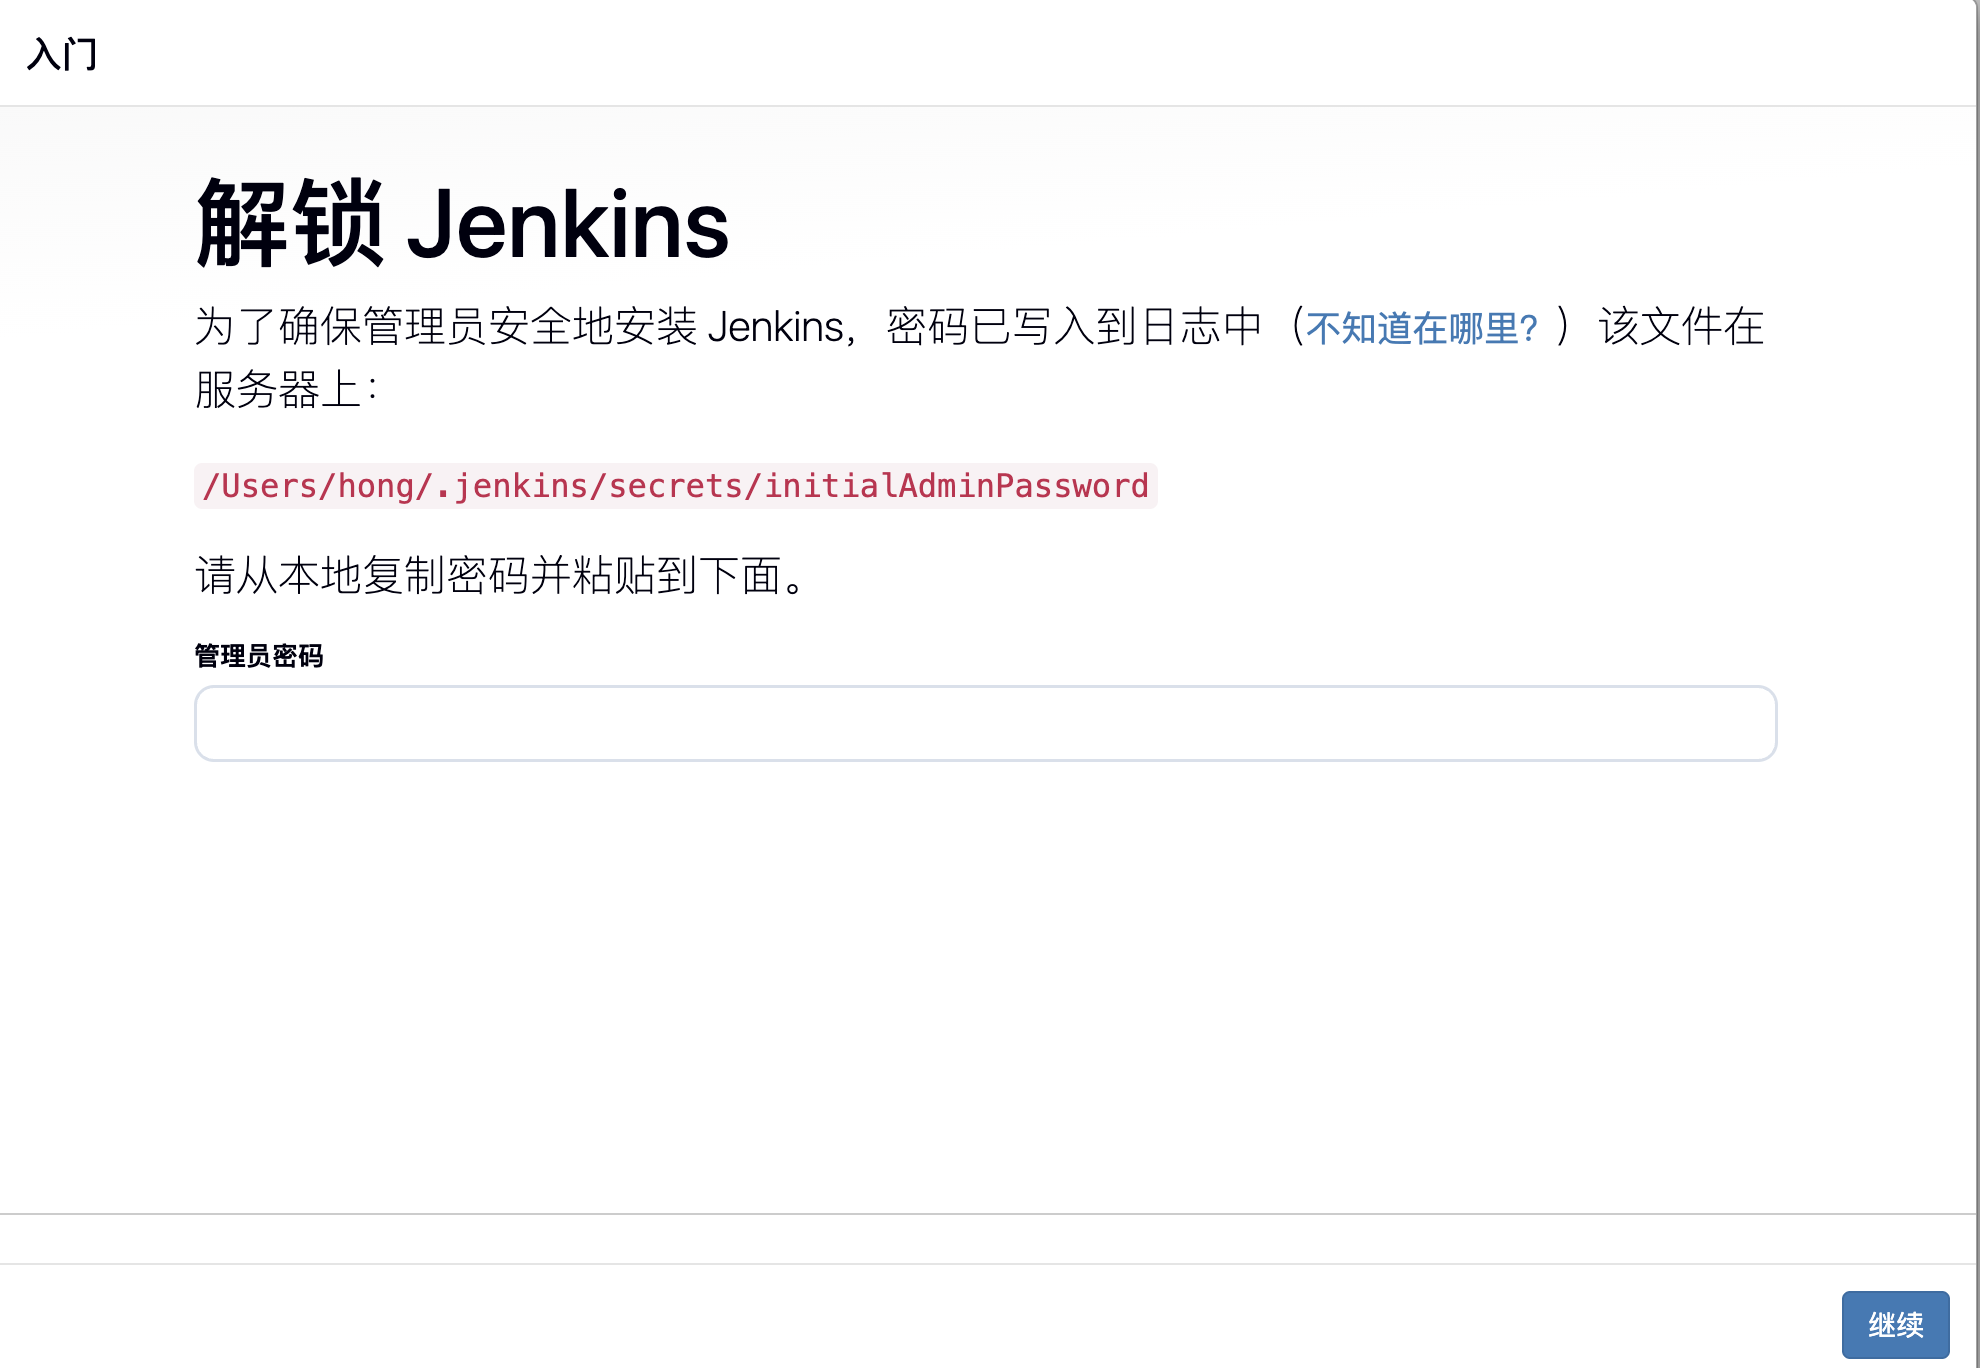 入门
解锁 Jenkins
为了确保管理员安全地安装 Jenkins，密码已写入到日志中（不知道在哪里？）该文件在
服务器上：
/Users/hong/.jenkins/secrets/initialAdminPassword
请从本地复制密码并粘贴到下面。
管理员密码
继续